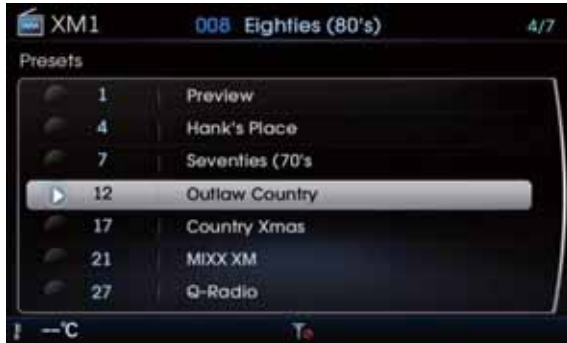 XM1 008 Eighties (80's) 4/7
Presets
1 Preview
4 Hank's Place
7 Seventies (70's
12 Outlaw Country
17 Country Xmas
21 MIXX XM
27 Q-Radio
--°C